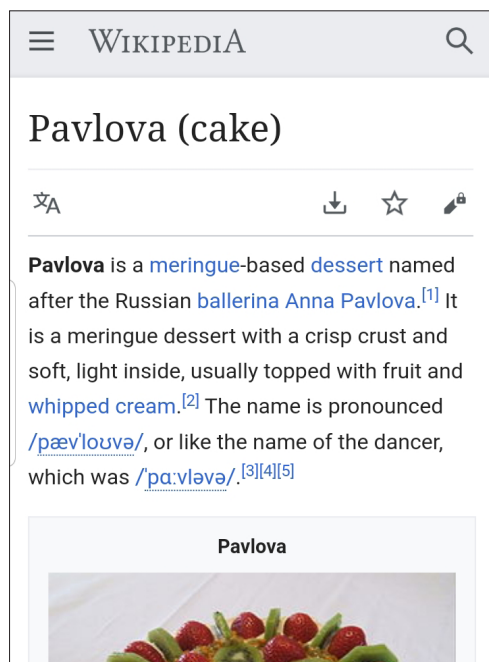 WIKIPEDIA
Pavlova (cake)
Pavlova is a meringue-based dessert named
after the Russian ballerina Anna Pavlova.[1] It
is a meringue dessert with a crisp crust and
soft, light inside, usually topped with fruit and
whipped cream.[2] The name is pronounced
/pævˈloʊvə/, or like the name of the dancer,
which was /ˈpɑːvləvə/.[3][4][5]
Pavlova